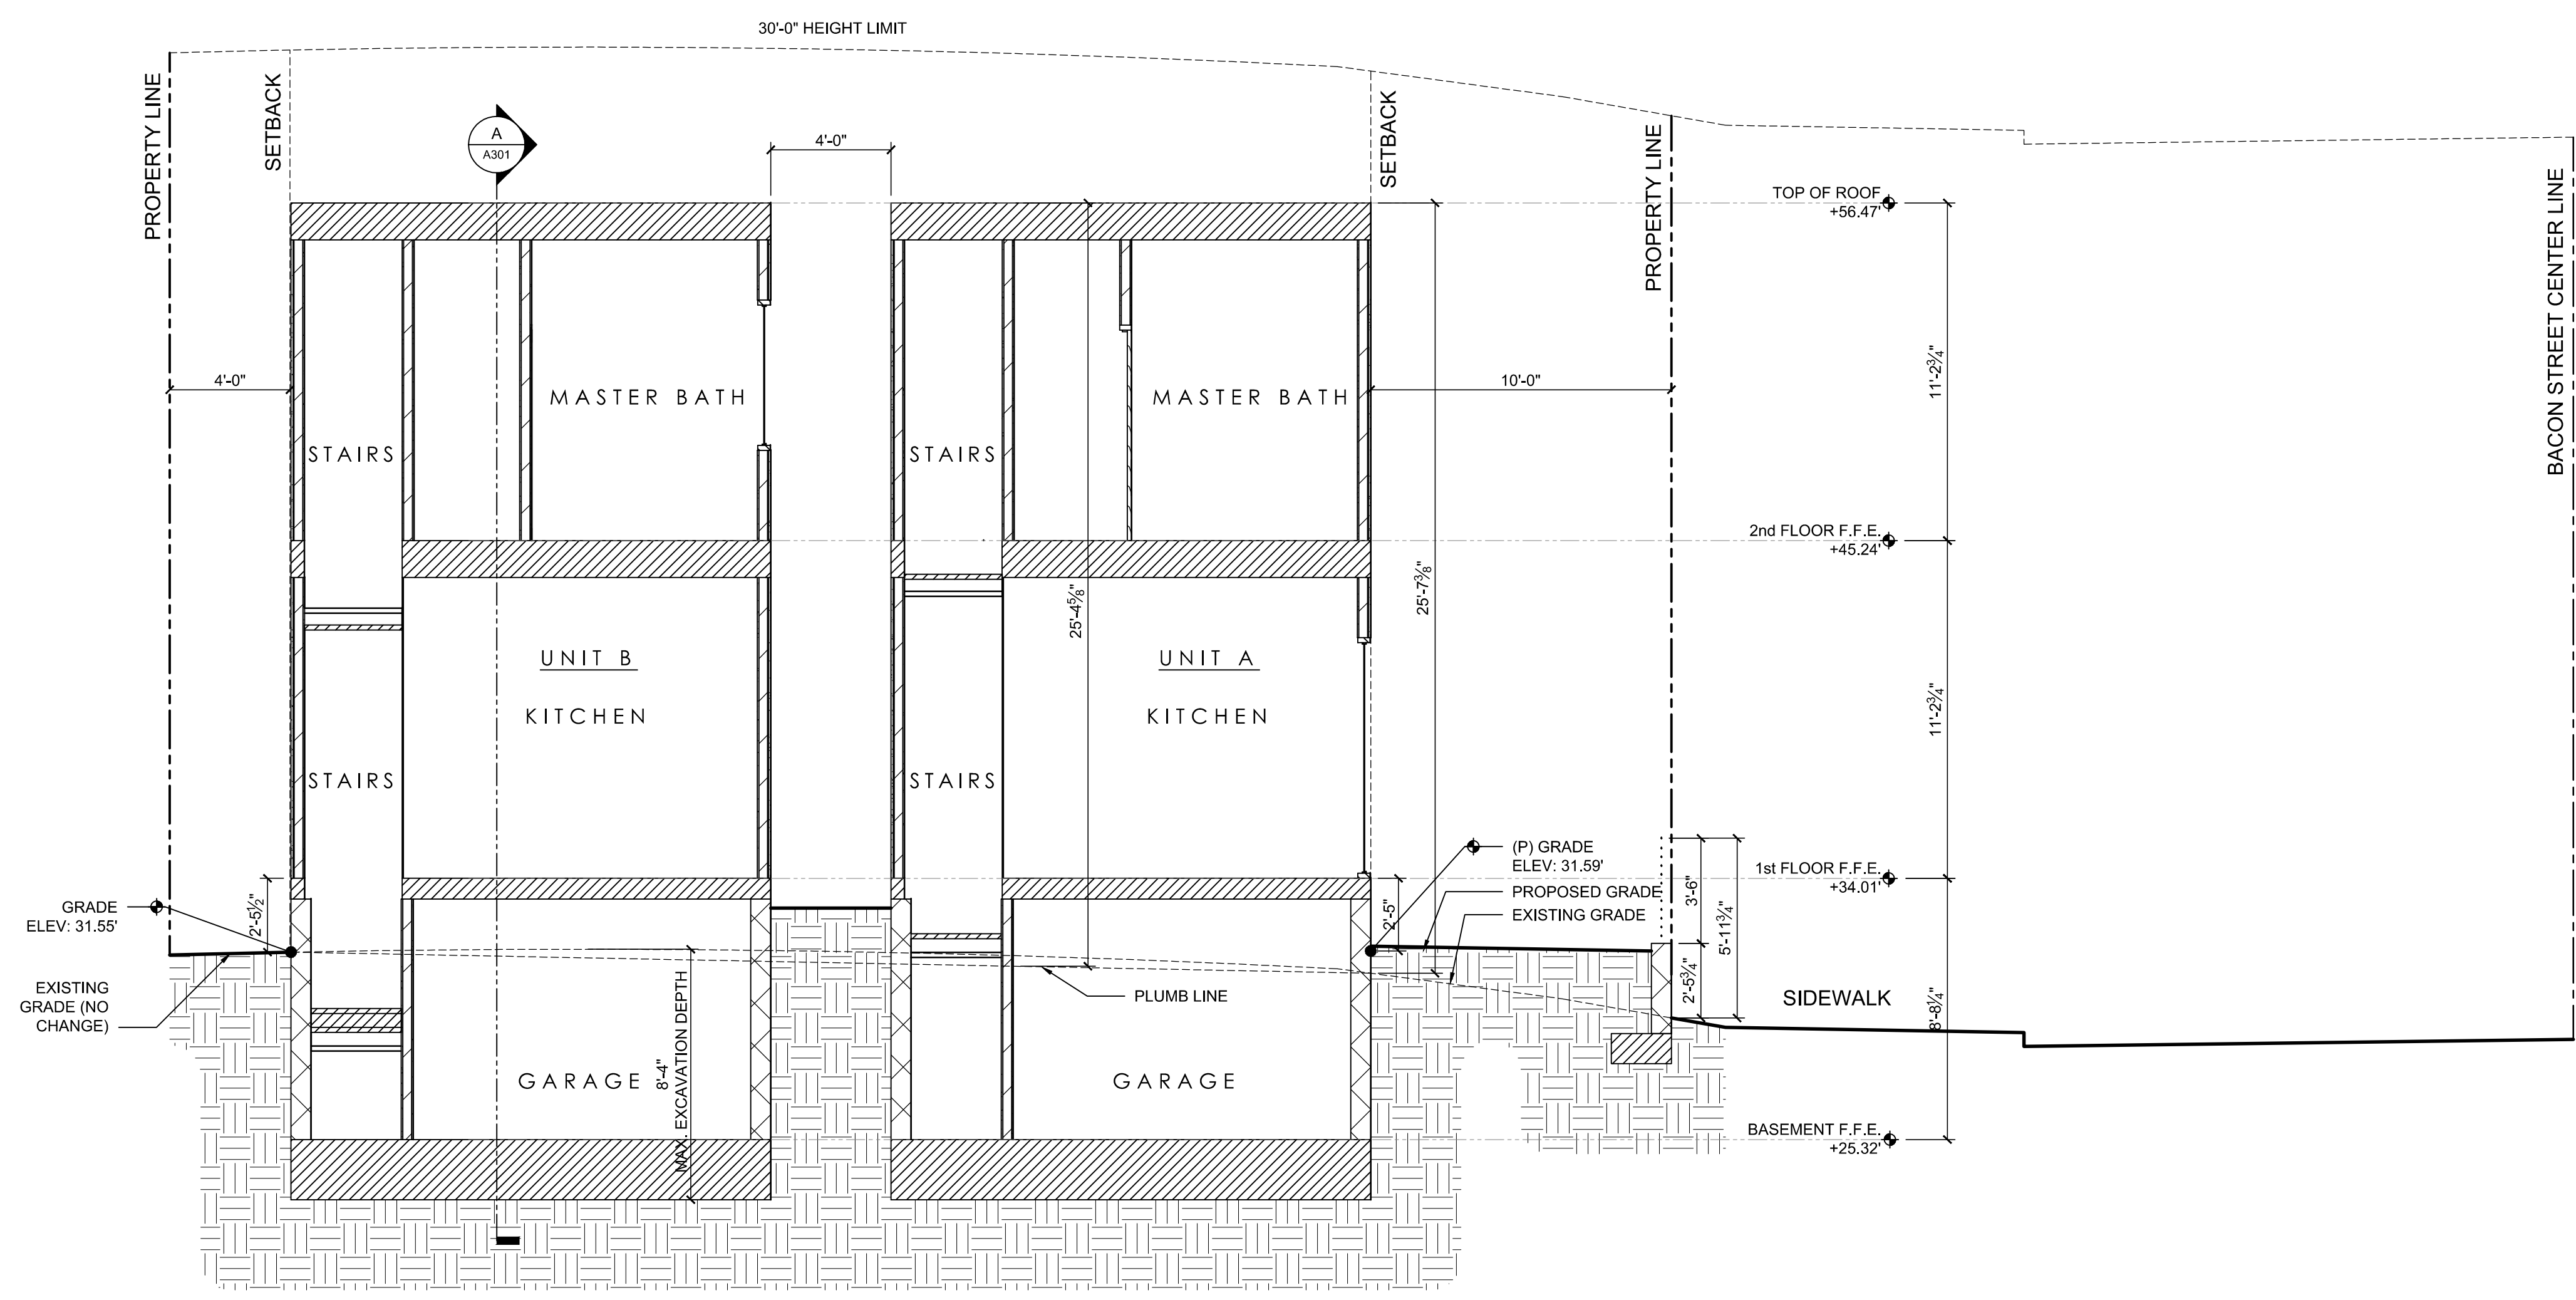 30'-0" HEIGHT LIMIT
PROPERTY LINE
SETBACK
A
A301
4'-0"
SETBACK
PROPERTY LINE
TOP OF ROOF
+56.47'
BACON STREET CENTER LINE
4'-0"
10'-0"
11'-2¾"
MASTER BATH
MASTER BATH
STAIRS
STAIRS
2nd FLOOR F.F.E.
+45.24'
25'-4⅝"
25'-7⅜"
UNIT B
KITCHEN
UNIT A
KITCHEN
11'-2¾"
STAIRS
STAIRS
(P) GRADE
ELEV: 31.59'
PROPOSED GRADE
EXISTING GRADE
1st FLOOR F.F.E.
+34.01'
GRADE
ELEV: 31.55'
2'-5½"
2'-5"
3'-6"
5'-11¾"
2'-5¾"
EXISTING
GRADE (NO
CHANGE)
PLUMB LINE
SIDEWALK
8'-8¼"
8'-4"
MAX. EXCAVATION DEPTH
GARAGE
GARAGE
BASEMENT F.F.E.
+25.32'